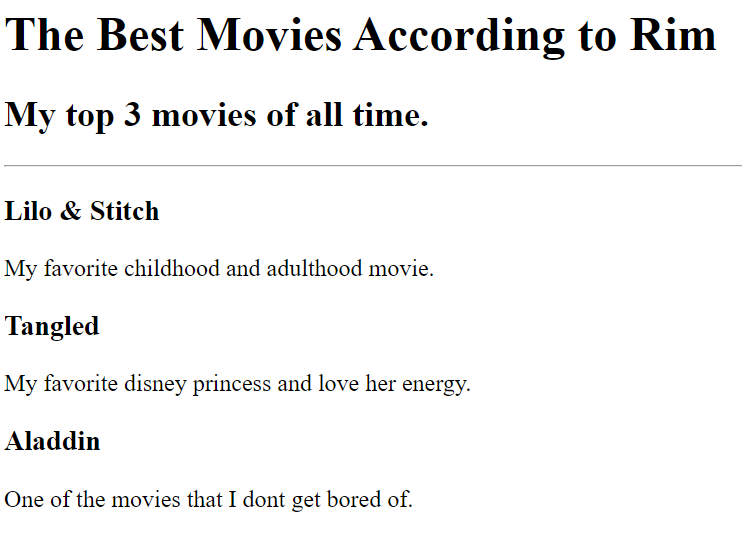 The Best Movies According to Rim
My top 3 movies of all time.
Lilo & Stitch
My favorite childhood and adulthood movie.
Tangled
My favorite disney princess and love her energy.
Aladdin
One of the movies that I dont get bored of.